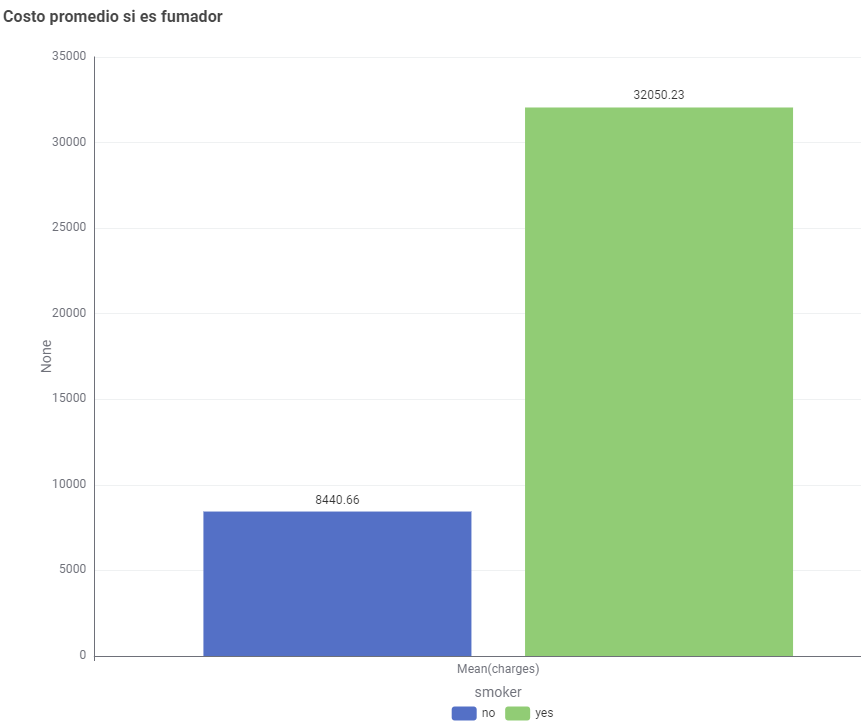 Costo promedio si es fumador
35000
32050.23
30000
25000
20000
None
15000
10000
8440.66
5000
0
Mean(charges)
smoker
no yes